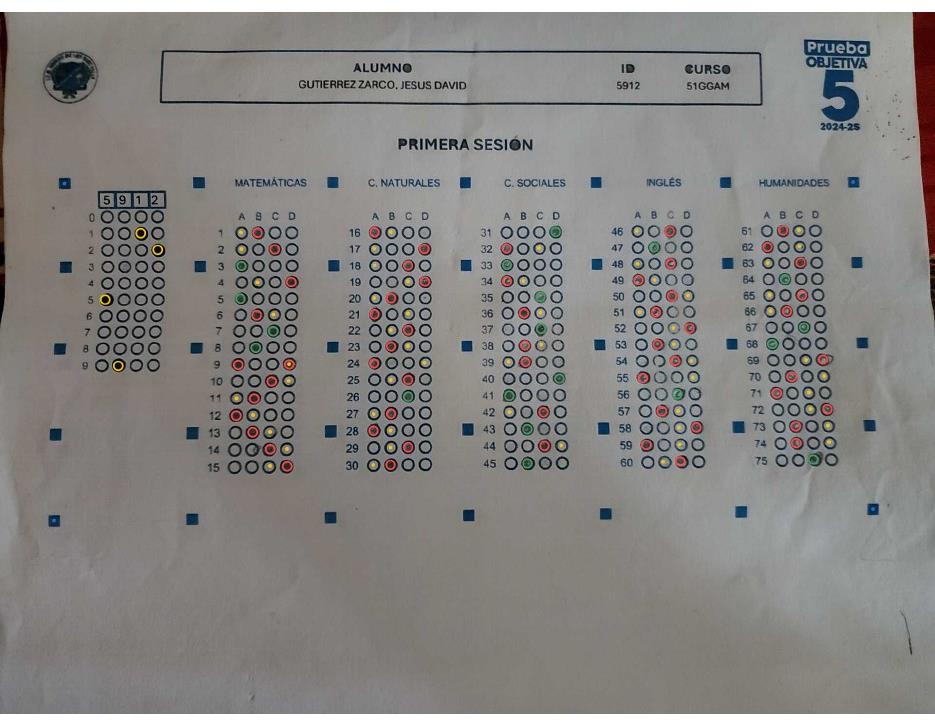 Prueba
OBJETIVA
5
2024-2S
ALUMNO ID CURSO
GUTIERREZ ZARCO, JESUS DAVID 5912 51GGAM
PRIMERA SESIÓN
MATEMÁTICAS C. NATURALES C. SOCIALES INGLÉS HUMANIDADES
5 9 1 2
A B C D A B C D A B C D A B C D A B C D
0
1 1 16 31 46 61
2 2 17 32 47 62
3 3 18 33 48 63
4 4 19 34 49 64
5 5 20 35 50 65
6 6 21 36 51 66
7 7 22 37 52 67
8 8 23 38 53 68
9 9 24 39 54 69
10 25 40 55 70
11 26 41 56 71
12 27 42 57 72
13 28 43 58 73
14 29 44 59 74
15 30 45 60 75